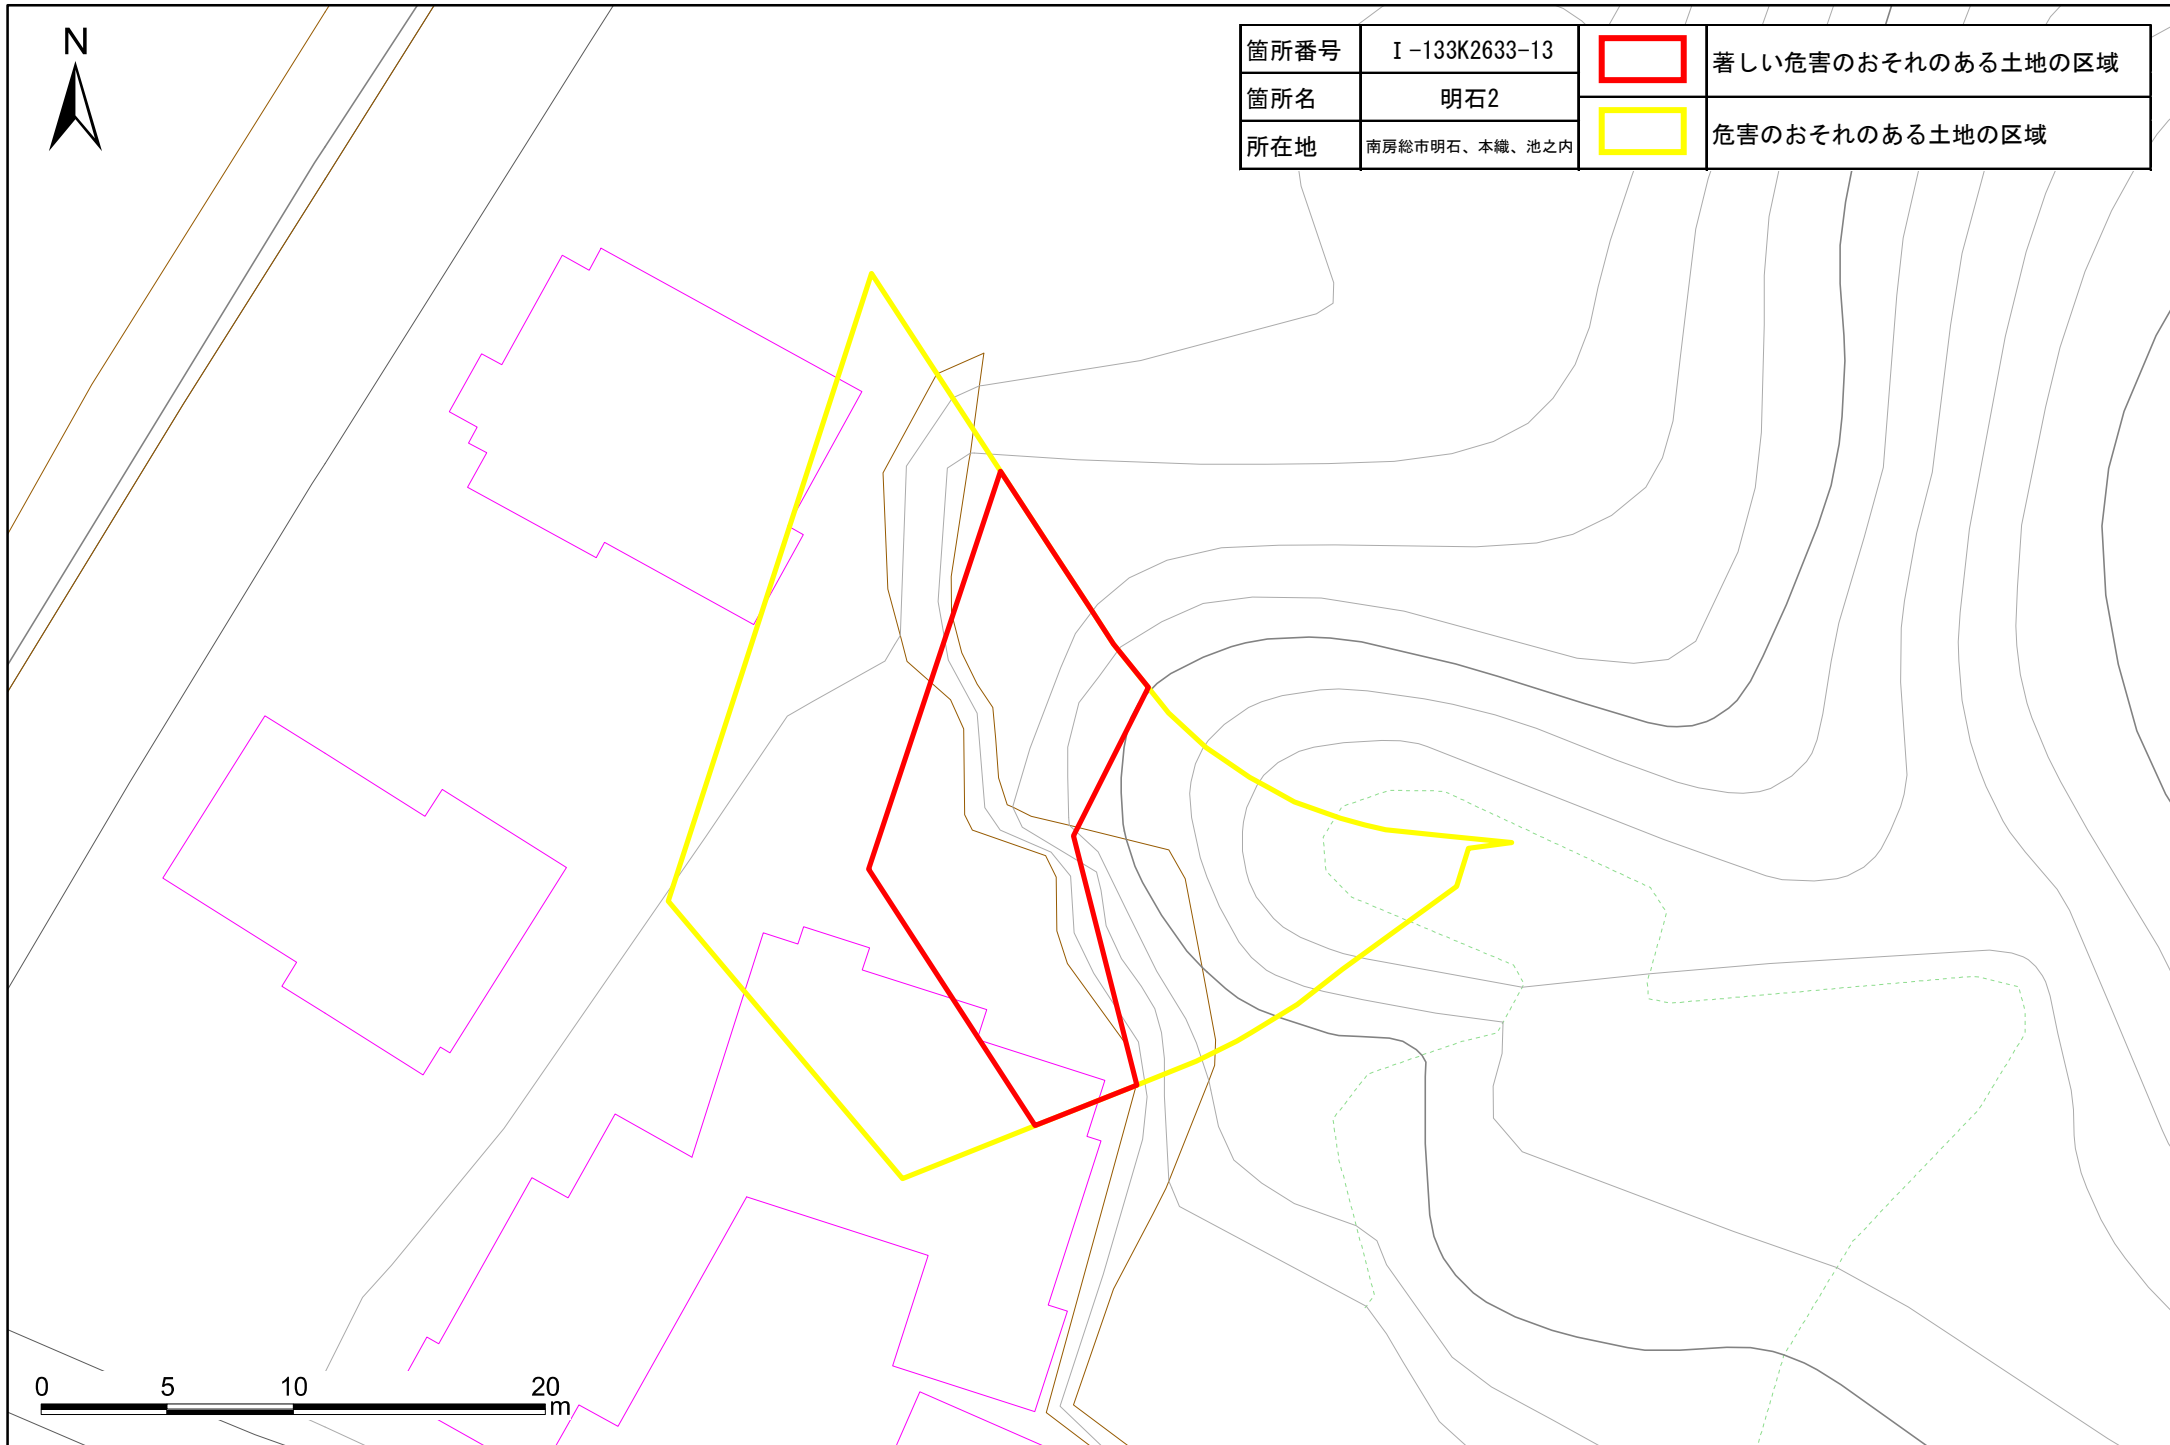 N
箇所番号 Ⅰ-133K2633-13
箇所名 明石2
所在地 南房総市明石、本織、池之内
著しい危害のおそれのある土地の区域
危害のおそれのある土地の区域
0 5 10 20 m